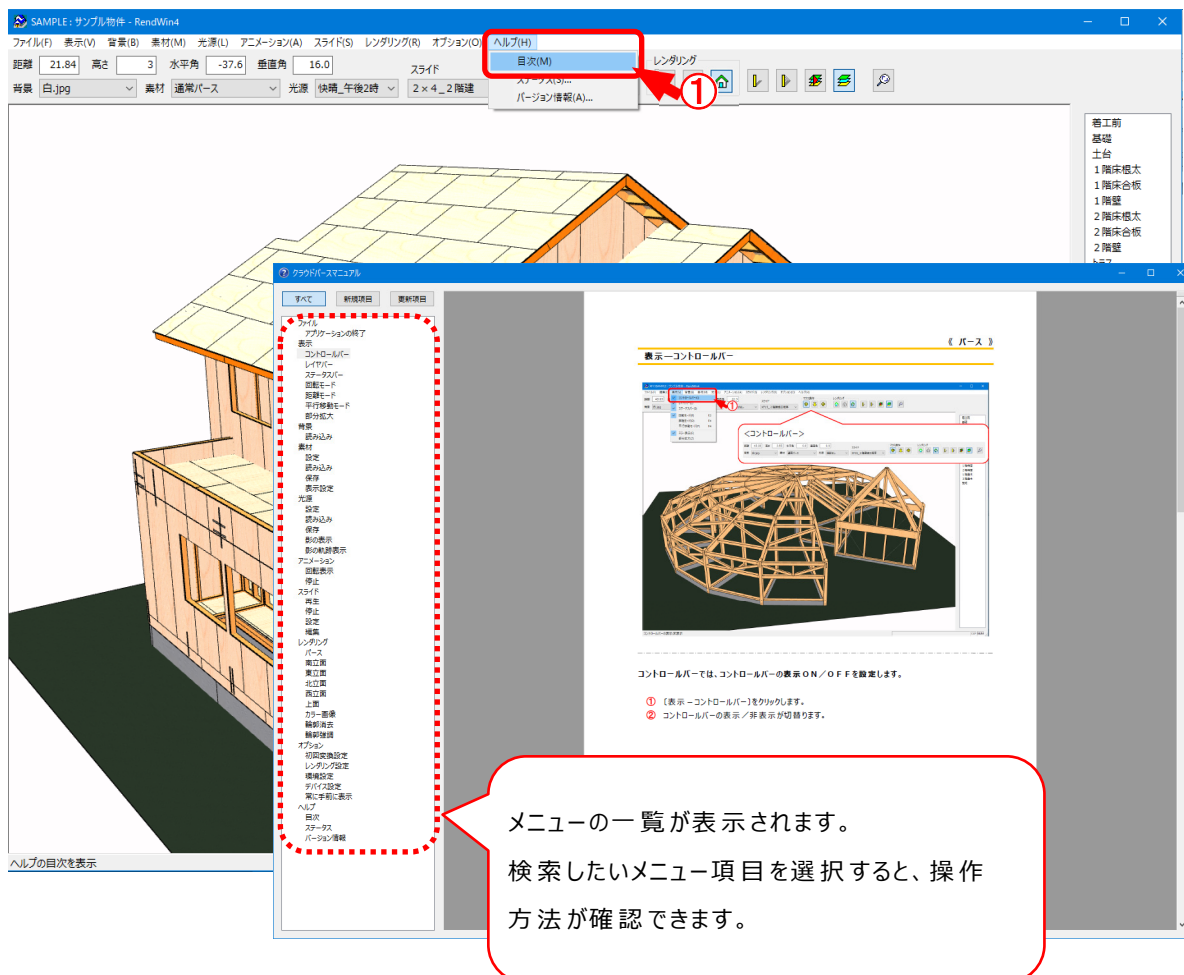 SAMPLE : サンプル物件 - RendWin4
ファイル(F) 表示(V) 背景(B) 素材(M) 光源(L) アニメーション(A) スライド(S) レンダリング(R) オプション(O) ヘルプ(H)
距離 21.84 高さ 3 水平角 -37.6 垂直角 16.0 スライド レンダリング
背景 白.jpg 素材 通常パース 光源 快晴_午後2時 2×4_2階建
目次(M)
ステータス(S)...
バージョン情報(A)...
①
着工前
基礎
土台
1階床根太
1階床合板
1階壁
2階床根太
2階床合板
2階壁
トラス
クラウドパースマニュアル
すべて 新規項目 更新項目
ファイル
アプリケーションの終了
表示
コントロールバー
レイヤバー
ステータスバー
回転モード
距離モード
平行移動モード
部分拡大
背景
読み込み
素材
設定
読み込み
保存
表示設定
光源
設定
読み込み
保存
影の表示
影の軌跡表示
アニメーション
回転表示
停止
スライド
再生
停止
設定
編集
レンダリング
パース
南立面
東立面
北立面
西立面
上面
カラー画像
輪郭消去
輪郭強調
オプション
初回変換設定
レンダリング設定
環境設定
デバイス設定
常に手前に表示
ヘルプ
目次
ステータス
バージョン情報
《 パース 》
表示―コントロールバー
①
<コントロールバー>
コントロールバーでは、コントロールバーの表示ON/OFFを設定します。
① [表示-コントロールバー]をクリックします。
② コントロールバーの表示/非表示が切替ります。
メニューの一覧が表示されます。
検索したいメニュー項目を選択すると、操作
方法が確認できます。
ヘルプの目次を表示